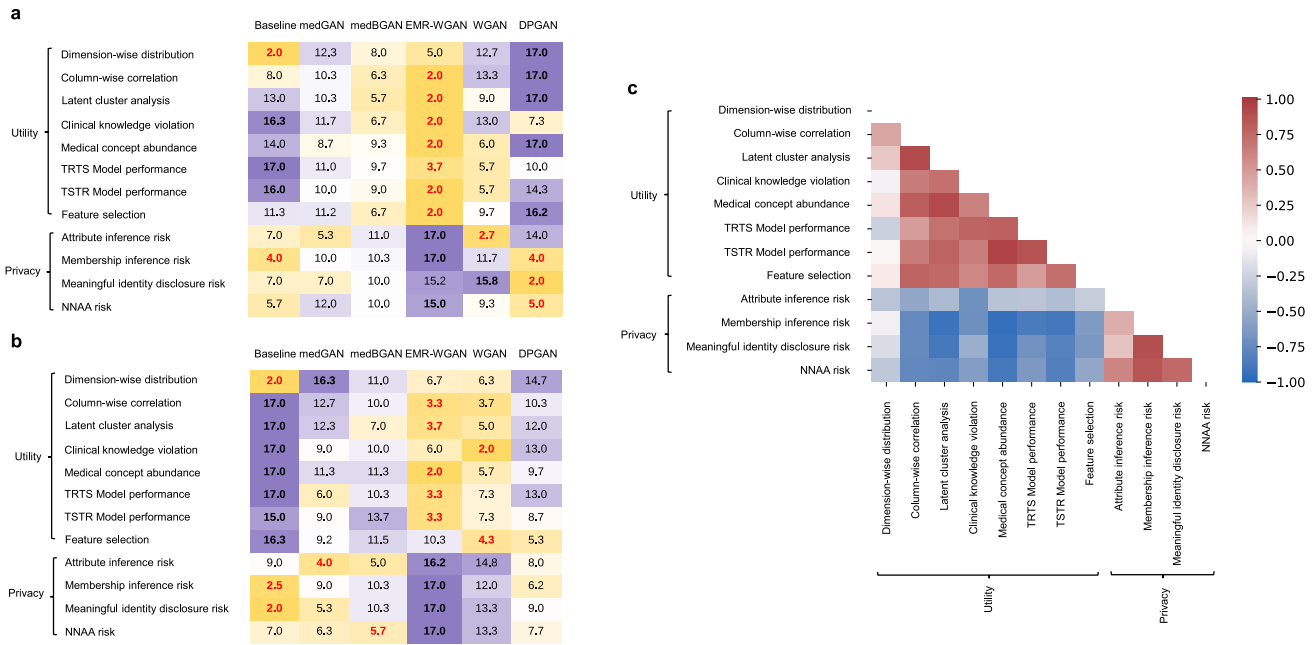 a
Baseline medGAN medBGAN EMR-WGAN WGAN DPGAN
Utility
Dimension-wise distribution 2.0 12.3 8.0 5.0 12.7 17.0
Column-wise correlation 8.0 10.3 6.3 2.0 13.3 17.0
Latent cluster analysis 13.0 10.3 5.7 2.0 9.0 17.0
Clinical knowledge violation 16.3 11.7 6.7 2.0 13.0 7.3
Medical concept abundance 14.0 8.7 9.3 2.0 6.0 17.0
TRTS Model performance 17.0 11.0 9.7 3.7 5.7 10.0
TSTR Model performance 16.0 10.0 9.0 2.0 5.7 14.3
Feature selection 11.3 11.2 6.7 2.0 9.7 16.2
Privacy
Attribute inference risk 7.0 5.3 11.0 17.0 2.7 14.0
Membership inference risk 4.0 10.0 10.3 17.0 11.7 4.0
Meaningful identity disclosure risk 7.0 7.0 10.0 15.2 15.8 2.0
NNAA risk 5.7 12.0 10.0 15.0 9.3 5.0
b
Baseline medGAN medBGAN EMR-WGAN WGAN DPGAN
Utility
Dimension-wise distribution 2.0 16.3 11.0 6.7 6.3 14.7
Column-wise correlation 17.0 12.7 10.0 3.3 3.7 10.3
Latent cluster analysis 17.0 12.3 7.0 3.7 5.0 12.0
Clinical knowledge violation 17.0 9.0 10.0 6.0 2.0 13.0
Medical concept abundance 17.0 11.3 11.3 2.0 5.7 9.7
TRTS Model performance 17.0 6.0 10.3 3.3 7.3 13.0
TSTR Model performance 15.0 9.0 13.7 3.3 7.3 8.7
Feature selection 16.3 9.2 11.5 10.3 4.3 5.3
Privacy
Attribute inference risk 9.0 4.0 5.0 16.2 14.8 8.0
Membership inference risk 2.5 9.0 10.3 17.0 12.0 6.2
Meaningful identity disclosure risk 2.0 5.3 10.3 17.0 13.3 9.0
NNAA risk 7.0 6.3 5.7 17.0 13.3 7.7
c
Utility
Dimension-wise distribution
Column-wise correlation
Latent cluster analysis
Clinical knowledge violation
Medical concept abundance
TRTS Model performance
TSTR Model performance
Feature selection
Privacy
Attribute inference risk
Membership inference risk
Meaningful identity disclosure risk
NNAA risk
Dimension-wise distribution
Column-wise correlation
Latent cluster analysis
Clinical knowledge violation
Medical concept abundance
TRTS Model performance
TSTR Model performance
Feature selection
Attribute inference risk
Membership inference risk
Meaningful identity disclosure risk
NNAA risk
Utility
Privacy
1.00
0.75
0.50
0.25
0.00
−0.25
−0.50
−0.75
−1.00